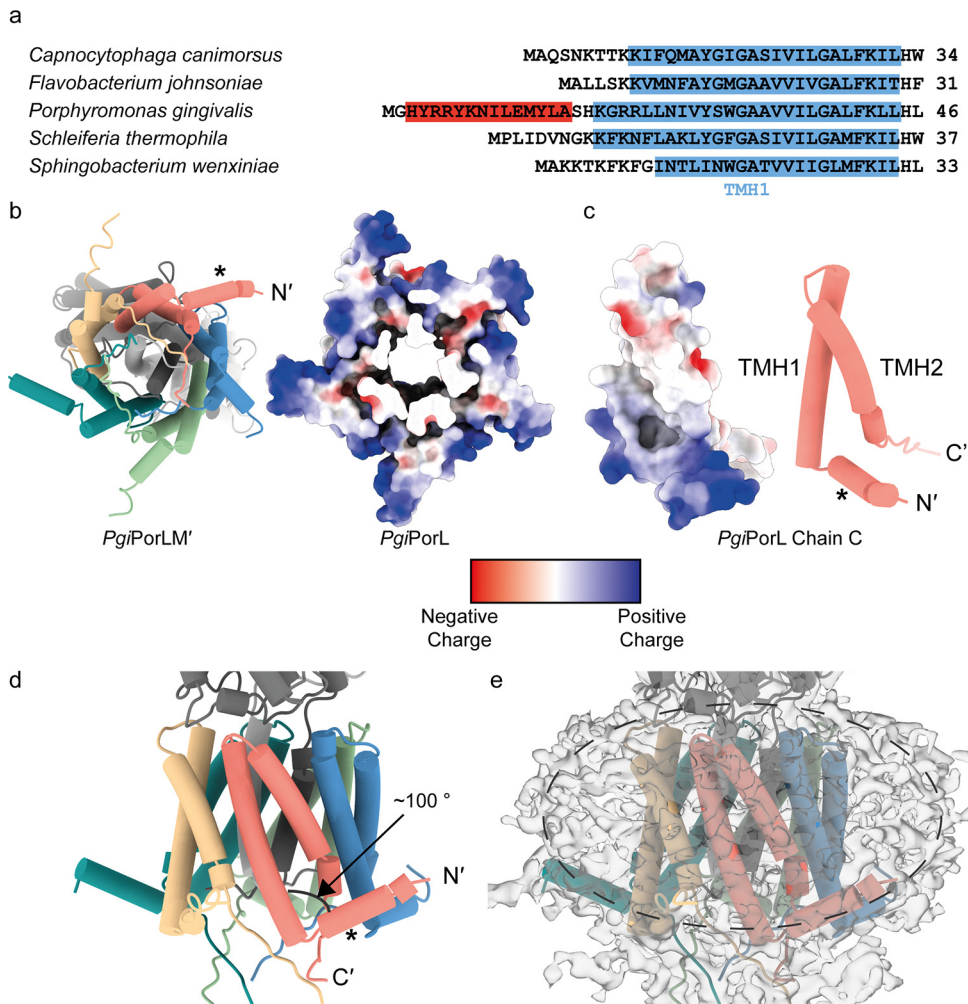 a
Capnocytophaga canimorsus MAQSNKTTKKIFQMAYGIGASIVILGALFKILHW 34
Flavobacterium johnsoniae MALLSKKVMNFAYGMGAAVVILGALFKITHF 31
Porphyromonas gingivalis MGHYRRYKNILEMYLASHKGRRLLNIVYSWGAAVVILGALFKLLHL 46
Schleiferia thermophila MPLIDVNGKKFKNFLAKLYGFGASIVILGAMFKILHW 37
Sphingobacterium wenxiniae MAKKTKFKFGINTLINWGATVVIIGLMFKILHL 33
TMH1
b
c
*
N′
TMH1
TMH2
C′
*
N′
PgiPorLM′
PgiPorL
PgiPorL Chain C
Negative
Charge
Positive
Charge
d
e
~100 °
N′
*
C′